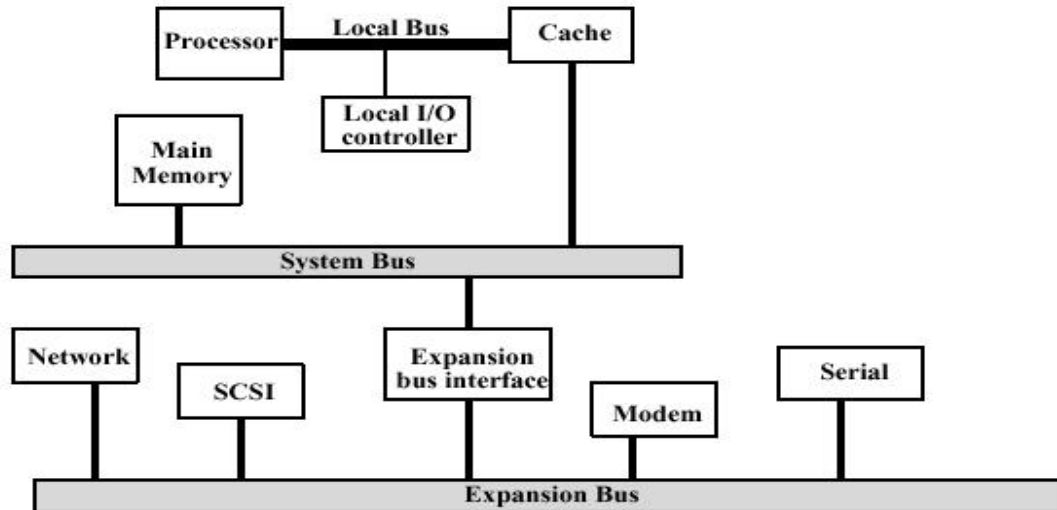 Processor
Local Bus
Cache
Local I/O
controller
Main
Memory
System Bus
Network
SCSI
Expansion
bus interface
Modem
Serial
Expansion Bus